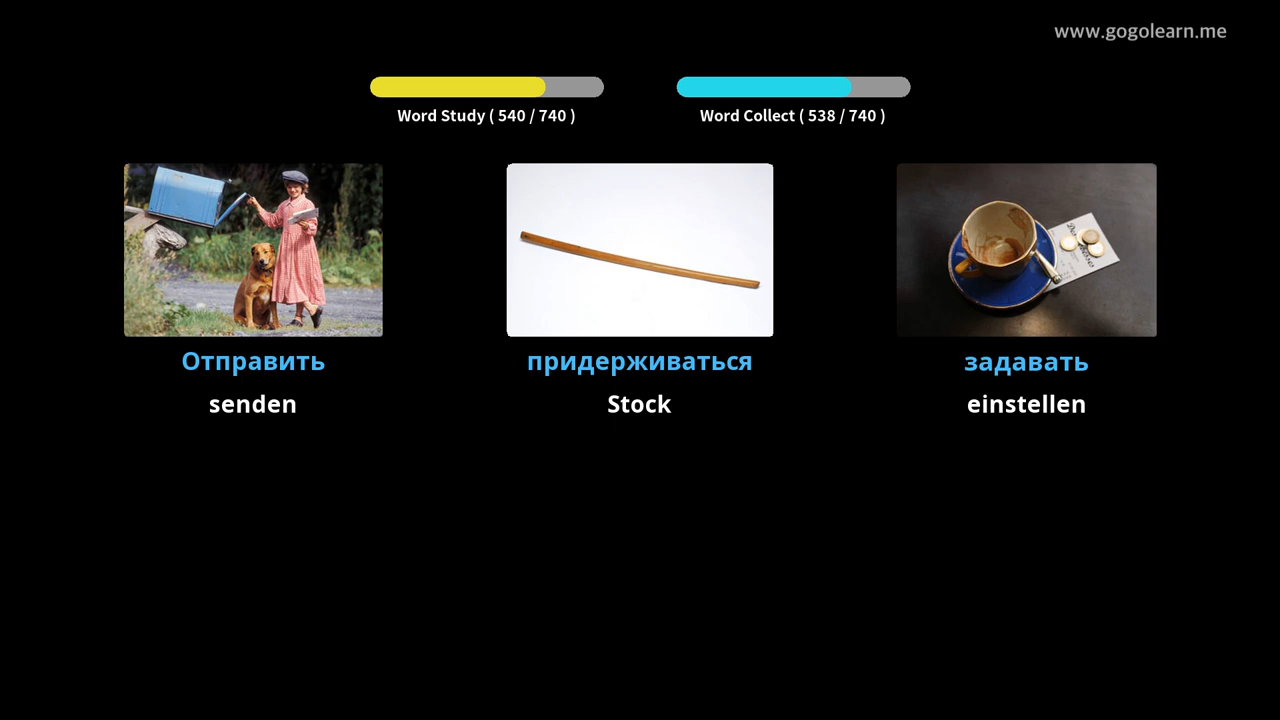 www.gogolearn.me
Word Study ( 540 / 740 )
Word Collect ( 538 / 740 )
Отправить
придерживаться
задавать
senden
Stock
einstellen